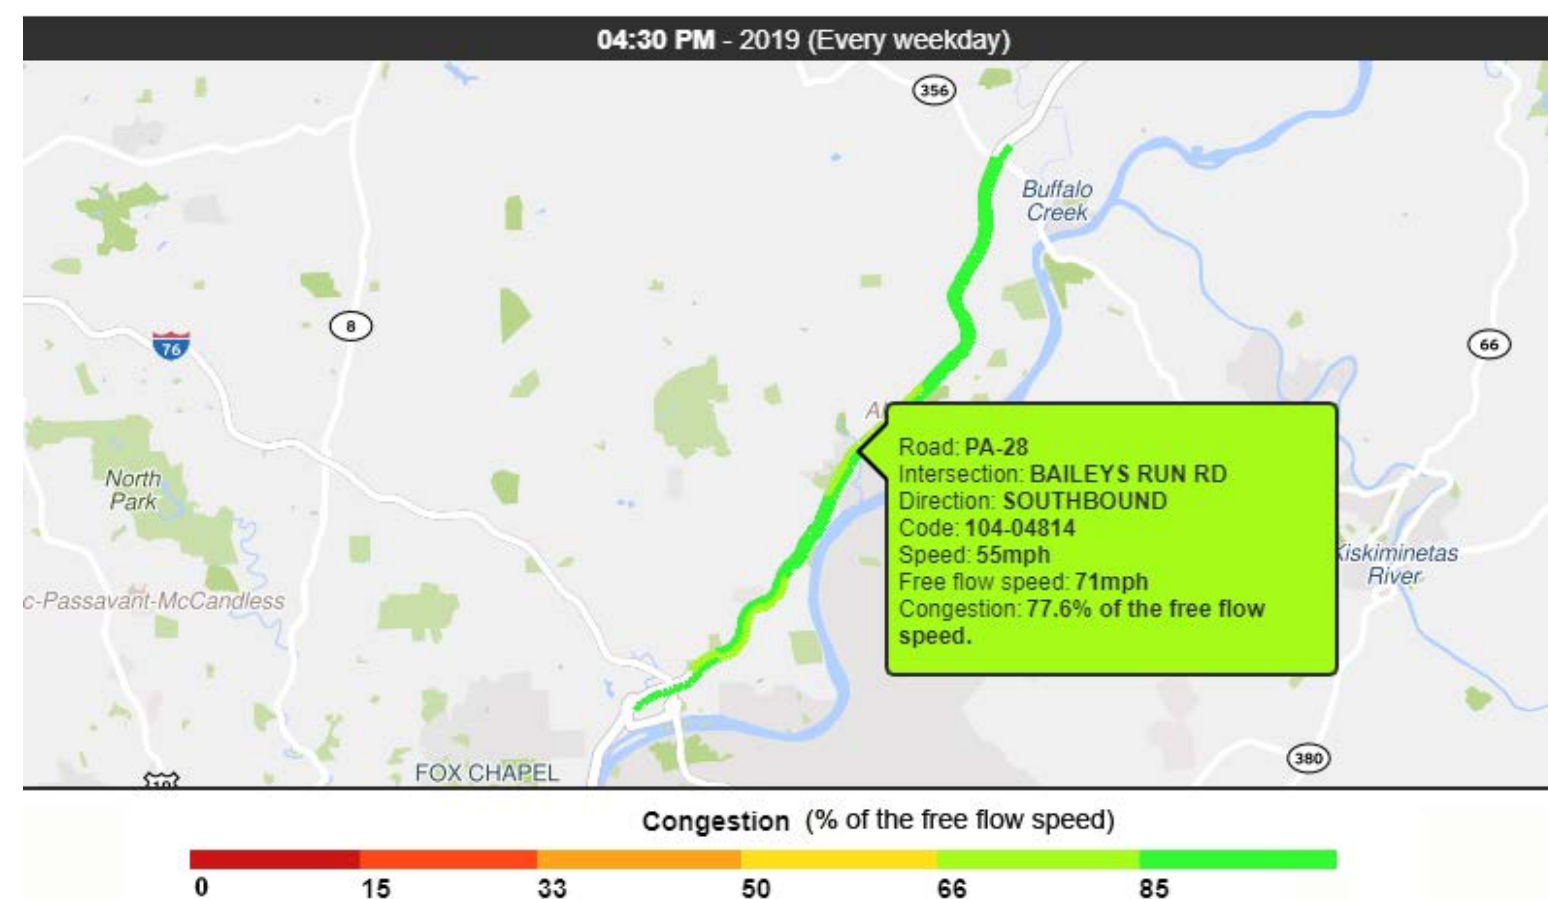 04:30 PM - 2019 (Every weekday)
356
Buffalo
Creek
8
76
66
Al
Road: PA-28
Intersection: BAILEYS RUN RD
Direction: SOUTHBOUND
Code: 104-04814
Speed: 55mph
Free flow speed: 71mph
Congestion: 77.6% of the free flow
speed.
North
Park
Kiskiminetas
River
c-Passavant-McCandless
380
FOX CHAPEL
Congestion (% of the free flow speed)
0 15 33 50 66 85